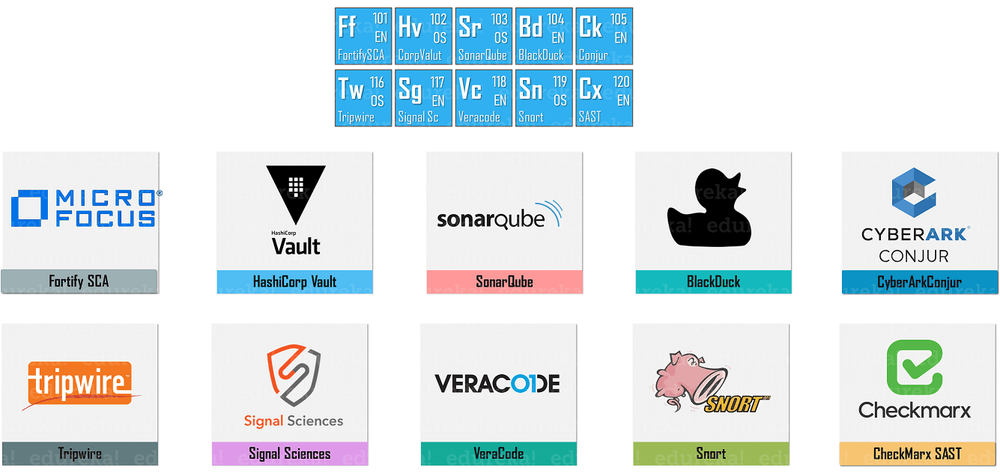 Ff 101 EN FortifySCA
Hv 102 OS CorpValut
Sr 103 OS SonarQube
Bd 104 EN BlackDuck
Ck 105 EN Conjur
Tw 116 OS Tripwire
Sg 117 EN Signal Sc
Vc 118 EN Veracode
Sn 119 OS Snort
Cx 120 EN SAST
MICRO®
FOCUS
Fortify SCA
HashiCorp
Vault
HashiCorp Vault
sonarqube
SonarQube
BlackDuck
CYBERARK®
CONJUR
CyberArkConjur
tripwire™
Tripwire
Signal Sciences
Signal Sciences
VERACODE
VeraCode
SNORT™
Snort
Checkmarx
CheckMarx SAST
edureka!